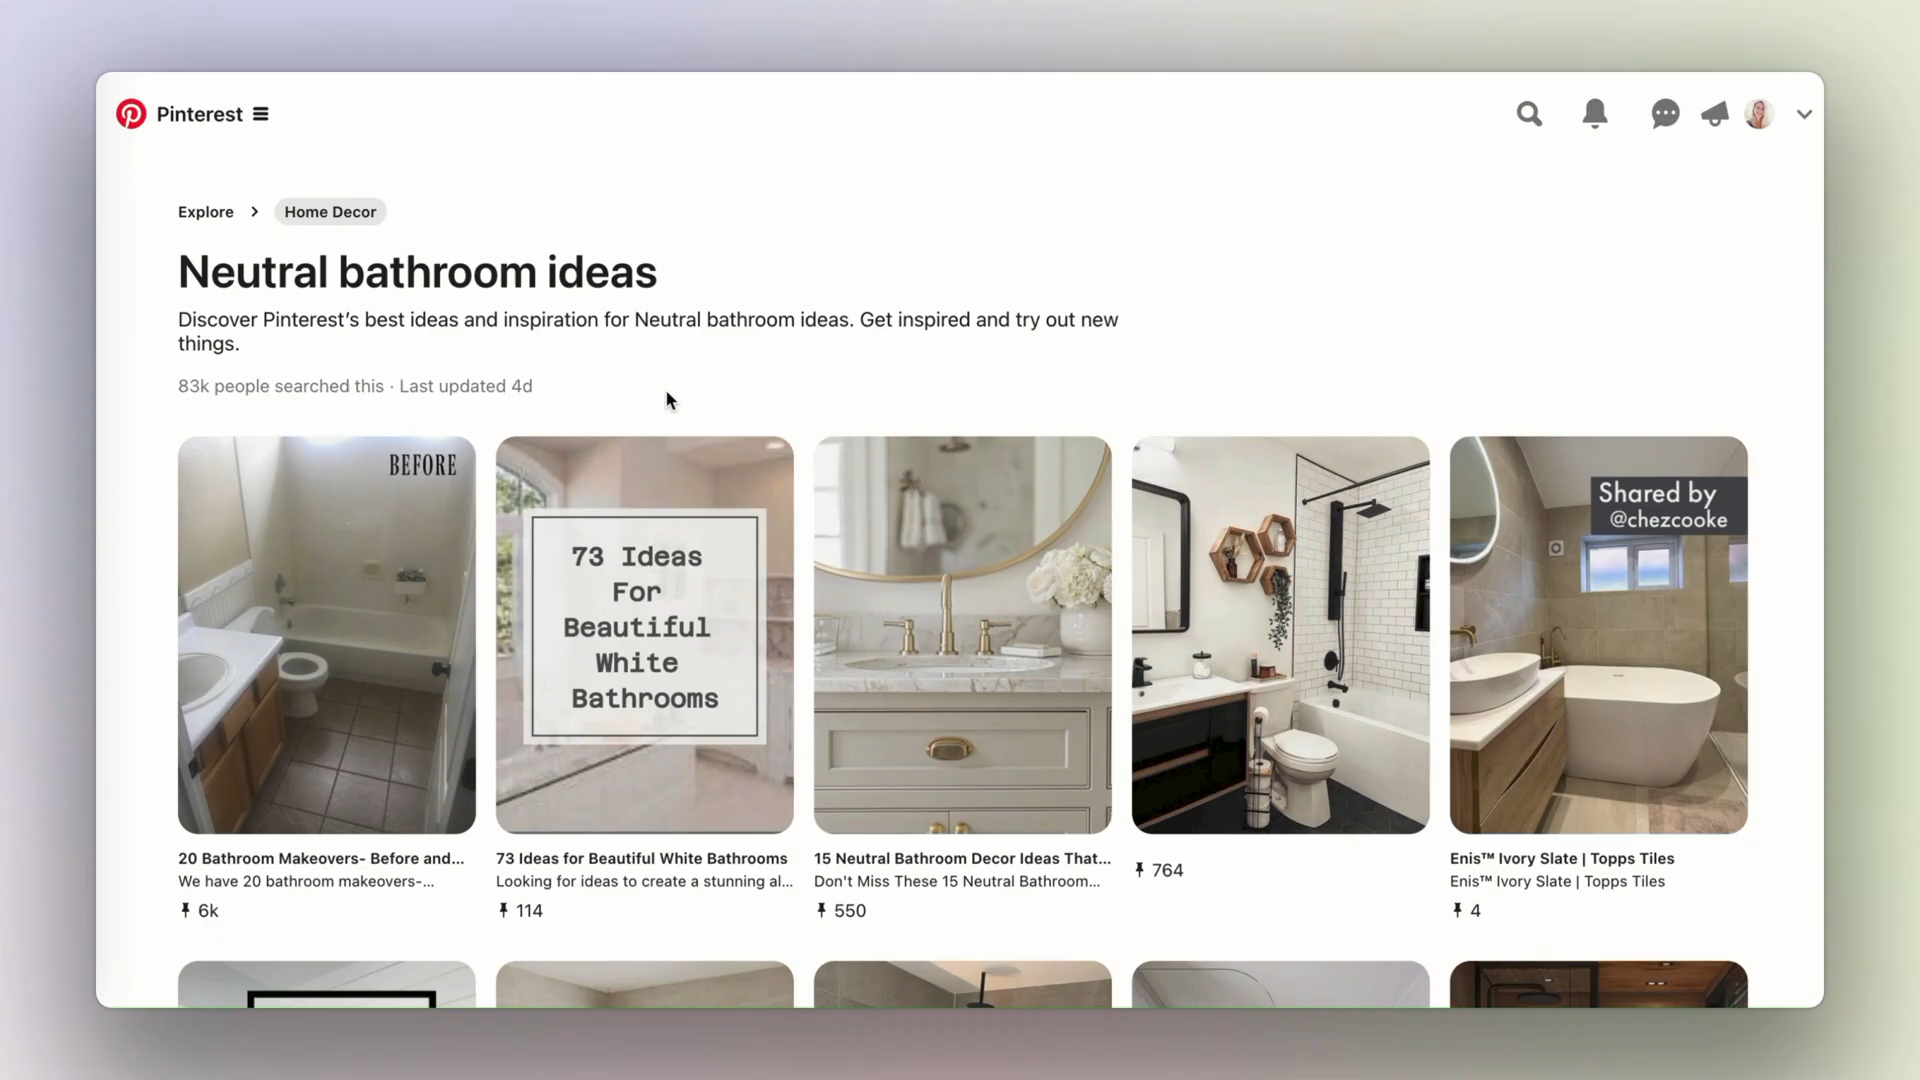 Pinterest
Explore
Home Decor
Neutral bathroom ideas
Discover Pinterest’s best ideas and inspiration for Neutral bathroom ideas. Get inspired and try out new
things.
83k people searched this · Last updated 4d
BEFORE
73 Ideas
For
Beautiful
White
Bathrooms
Shared by
@chezcooke
20 Bathroom Makeovers- Before and...
We have 20 bathroom makeovers-...
6k
73 Ideas for Beautiful White Bathrooms
Looking for ideas to create a stunning al...
114
15 Neutral Bathroom Decor Ideas That...
Don't Miss These 15 Neutral Bathroom...
550
764
Enis™ Ivory Slate | Topps Tiles
Enis™ Ivory Slate | Topps Tiles
4